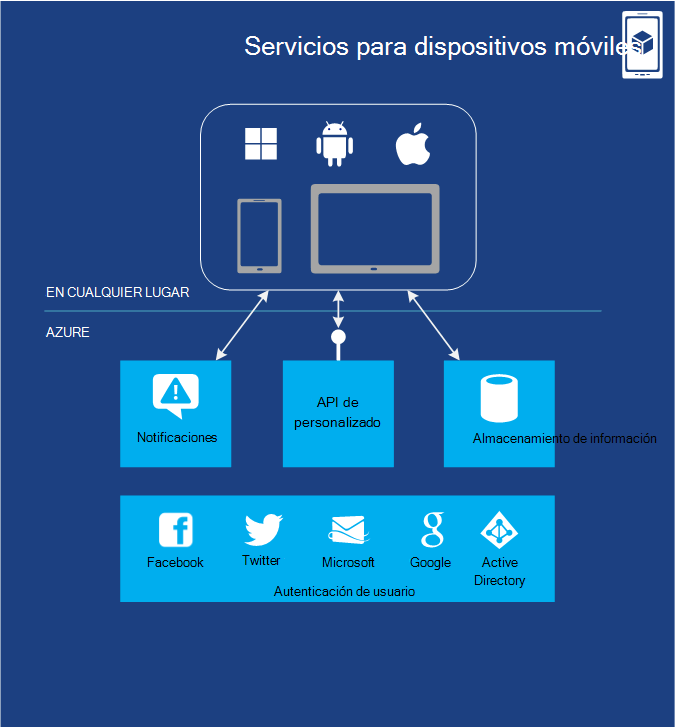 Servicios para dispositivos móviles
EN CUALQUIER LUGAR
AZURE
Notificaciones
API de
personalizado
Almacenamiento de información
Facebook
Twitter
Microsoft
Google
Active
Directory
Autenticación de usuario